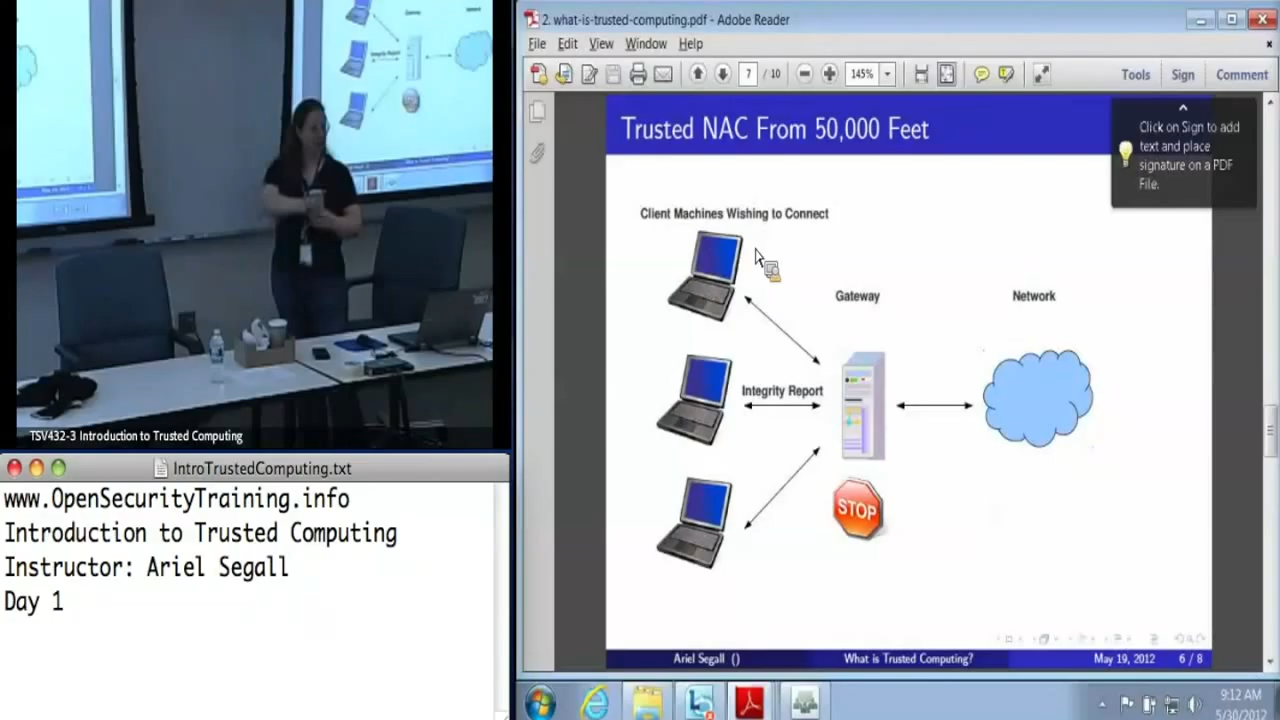 Integrity Report
TSV432-3 Introduction to Trusted Computing
IntroTrustedComputing.txt
www.OpenSecurityTraining.info
Introduction to Trusted Computing
Instructor: Ariel Segall
Day 1
2. what-is-trusted-computing.pdf - Adobe Reader
File Edit View Window Help
7 / 10 145% Tools Sign Comment
Trusted NAC From 50,000 Feet
Click on Sign to add
text and place
signature on a PDF
File.
Client Machines Wishing to Connect
Gateway
Network
Integrity Report
STOP
Ariel Segall () What is Trusted Computing? May 19, 2012 6 / 8
9:12 AM
5/30/2012